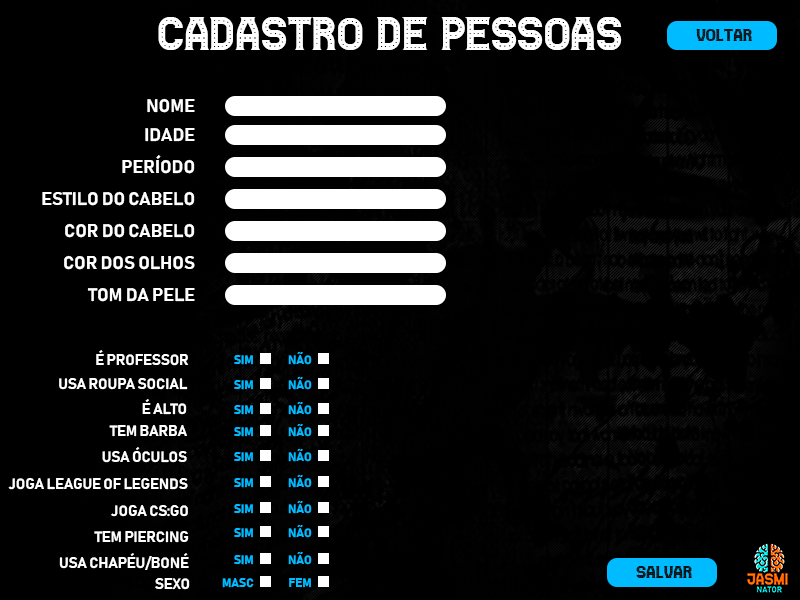 CADASTRO DE PESSOAS
VOLTAR
NOME
IDADE
PERÍODO
ESTILO DO CABELO
COR DO CABELO
COR DOS OLHOS
TOM DA PELE
É PROFESSOR SIM NÃO
USA ROUPA SOCIAL SIM NÃO
É ALTO SIM NÃO
TEM BARBA SIM NÃO
USA ÓCULOS SIM NÃO
JOGA LEAGUE OF LEGENDS SIM NÃO
JOGA CS:GO SIM NÃO
TEM PIERCING SIM NÃO
USA CHAPÉU/BONÉ SIM NÃO
SEXO MASC FEM
SALVAR
JASMI
NATOR